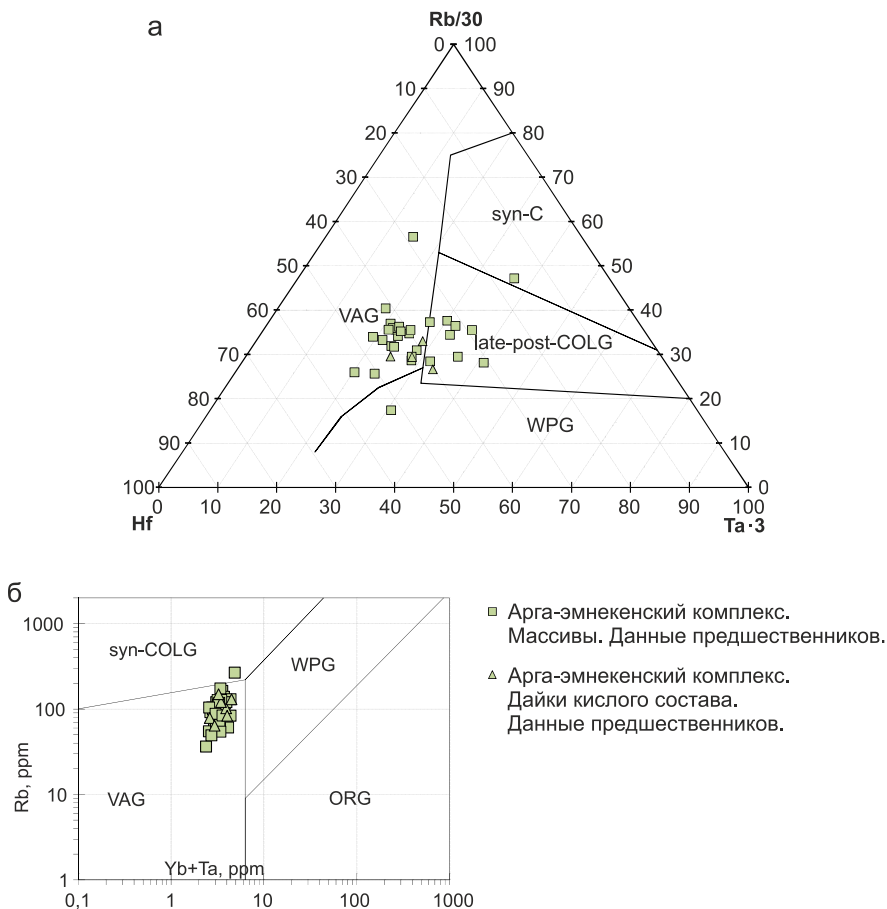 а
Rb/30
0 100
10 90
20 80
30 70
syn-C
40 60
50 50
60 40
VAG
late-post-COLG
70 30
80 20
WPG
90 10
100 0
0 10 20 30 40 50 60 70 80 90 100
Hf Ta·3
б
1000
syn-COLG
WPG
100
Rb, ppm
10
VAG
ORG
Yb+Ta, ppm
1
0,1 1 10 100 1000
Арга-эмнекенский комплекс.
Массивы. Данные предшественников.
Арга-эмнекенский комплекс.
Дайки кислого состава.
Данные предшественников.